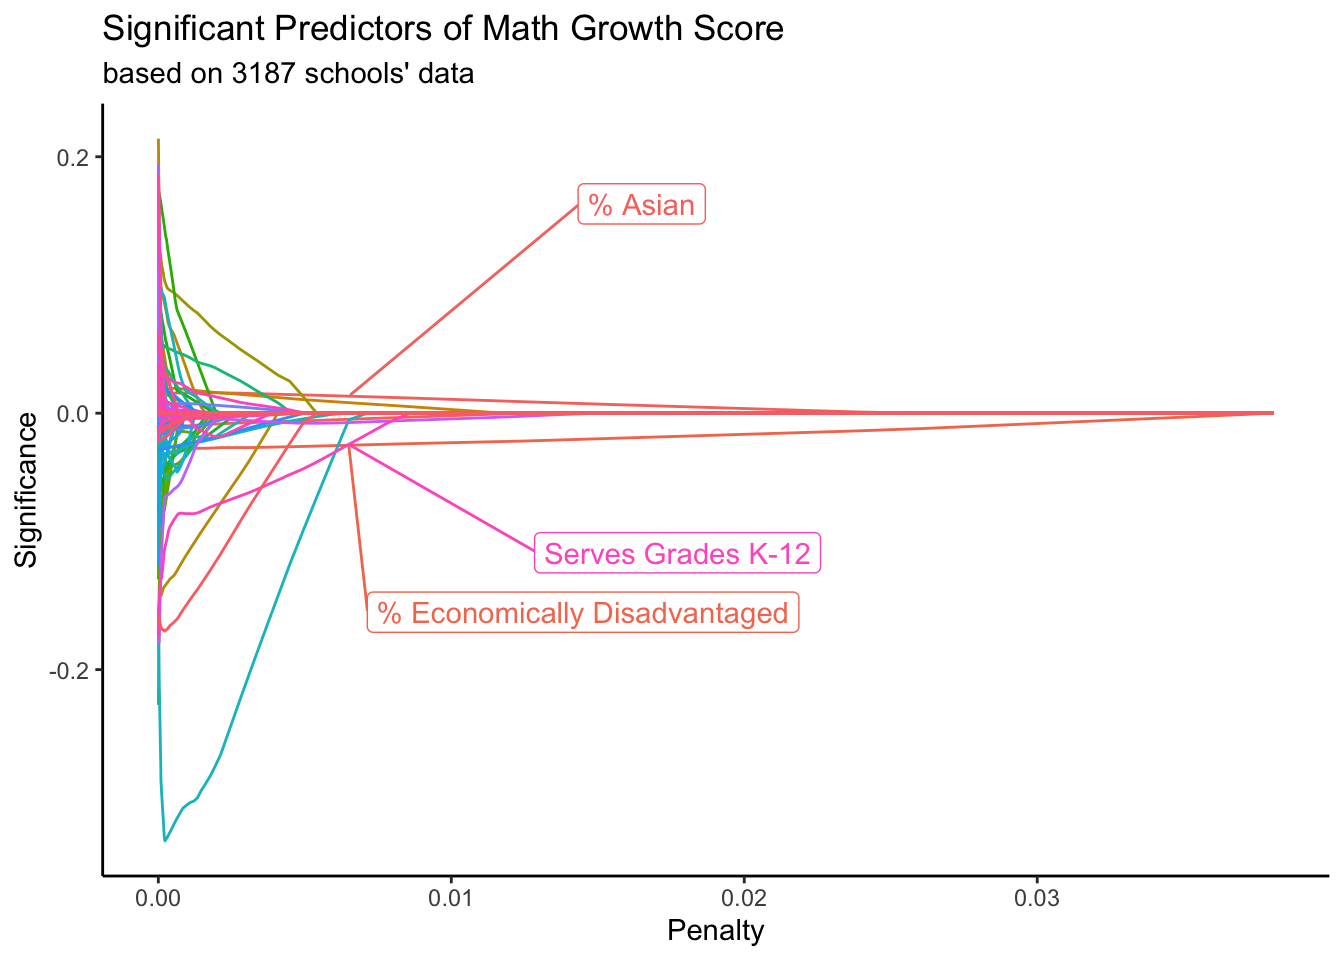 Significant Predictors of Math Growth Score
based on 3187 schools' data
Significance
0.2
0.0
-0.2
% Asian
Serves Grades K-12
% Economically Disadvantaged
0.00
0.01
0.02
0.03
Penalty